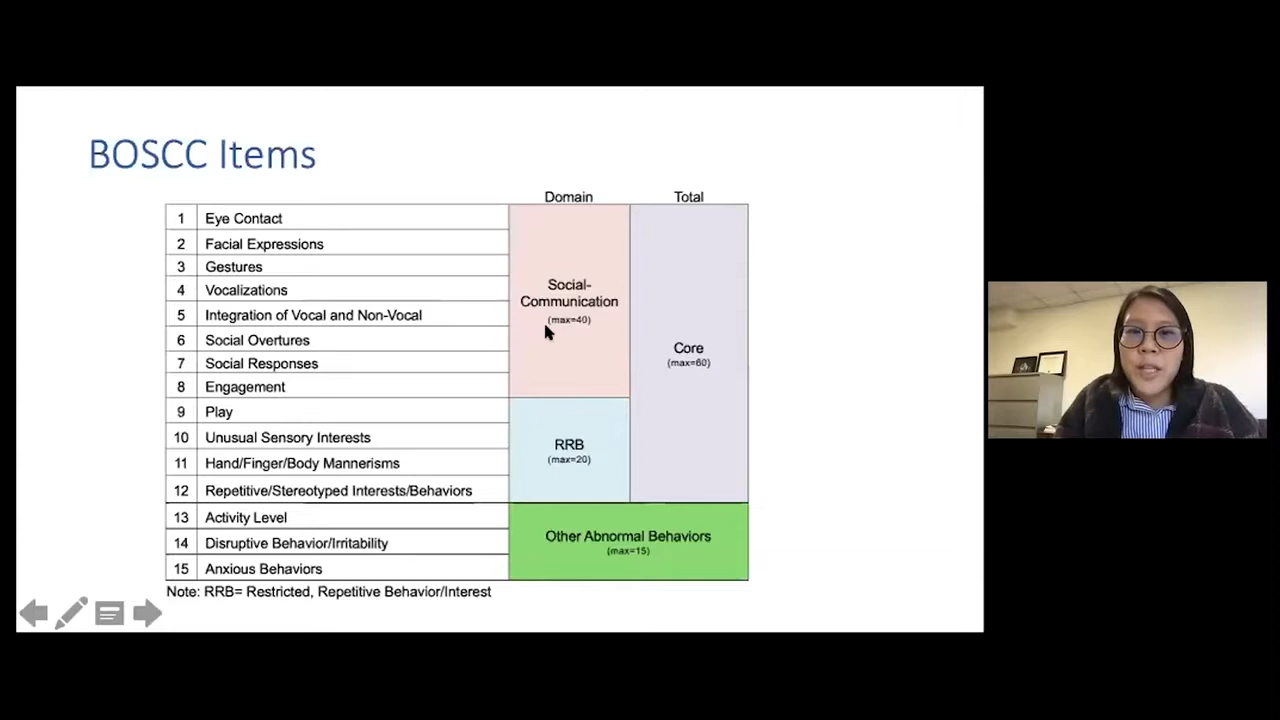 BOSCC Items
Domain Total
1 Eye Contact
2 Facial Expressions
3 Gestures
4 Vocalizations
5 Integration of Vocal and Non-Vocal
6 Social Overtures
7 Social Responses
8 Engagement
9 Play
10 Unusual Sensory Interests
11 Hand/Finger/Body Mannerisms
12 Repetitive/Stereotyped Interests/Behaviors
13 Activity Level
14 Disruptive Behavior/Irritability
15 Anxious Behaviors
Social-
Communication
(max=40)
RRB
(max=20)
Core
(max=60)
Other Abnormal Behaviors
(max=15)
Note: RRB= Restricted, Repetitive Behavior/Interest